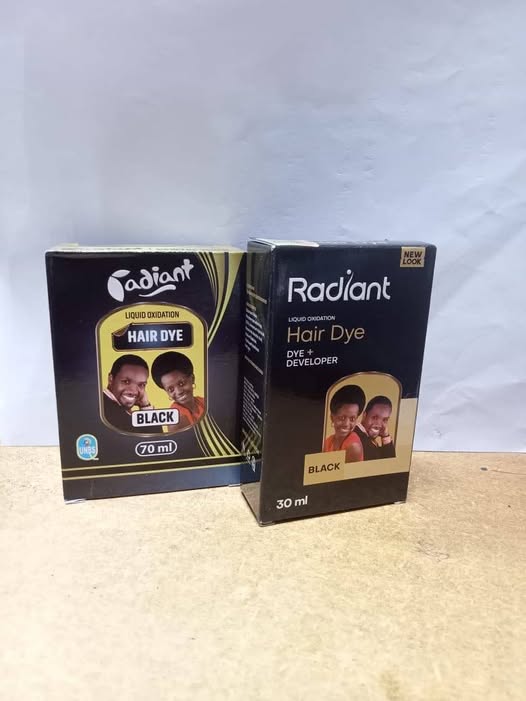 Radiant
LIQUID OXIDATION
HAIR DYE
BLACK
70 ml
UNBS
NEW
LOOK
Radiant
LIQUID OXIDATION
Hair Dye
DYE +
DEVELOPER
BLACK
30 ml